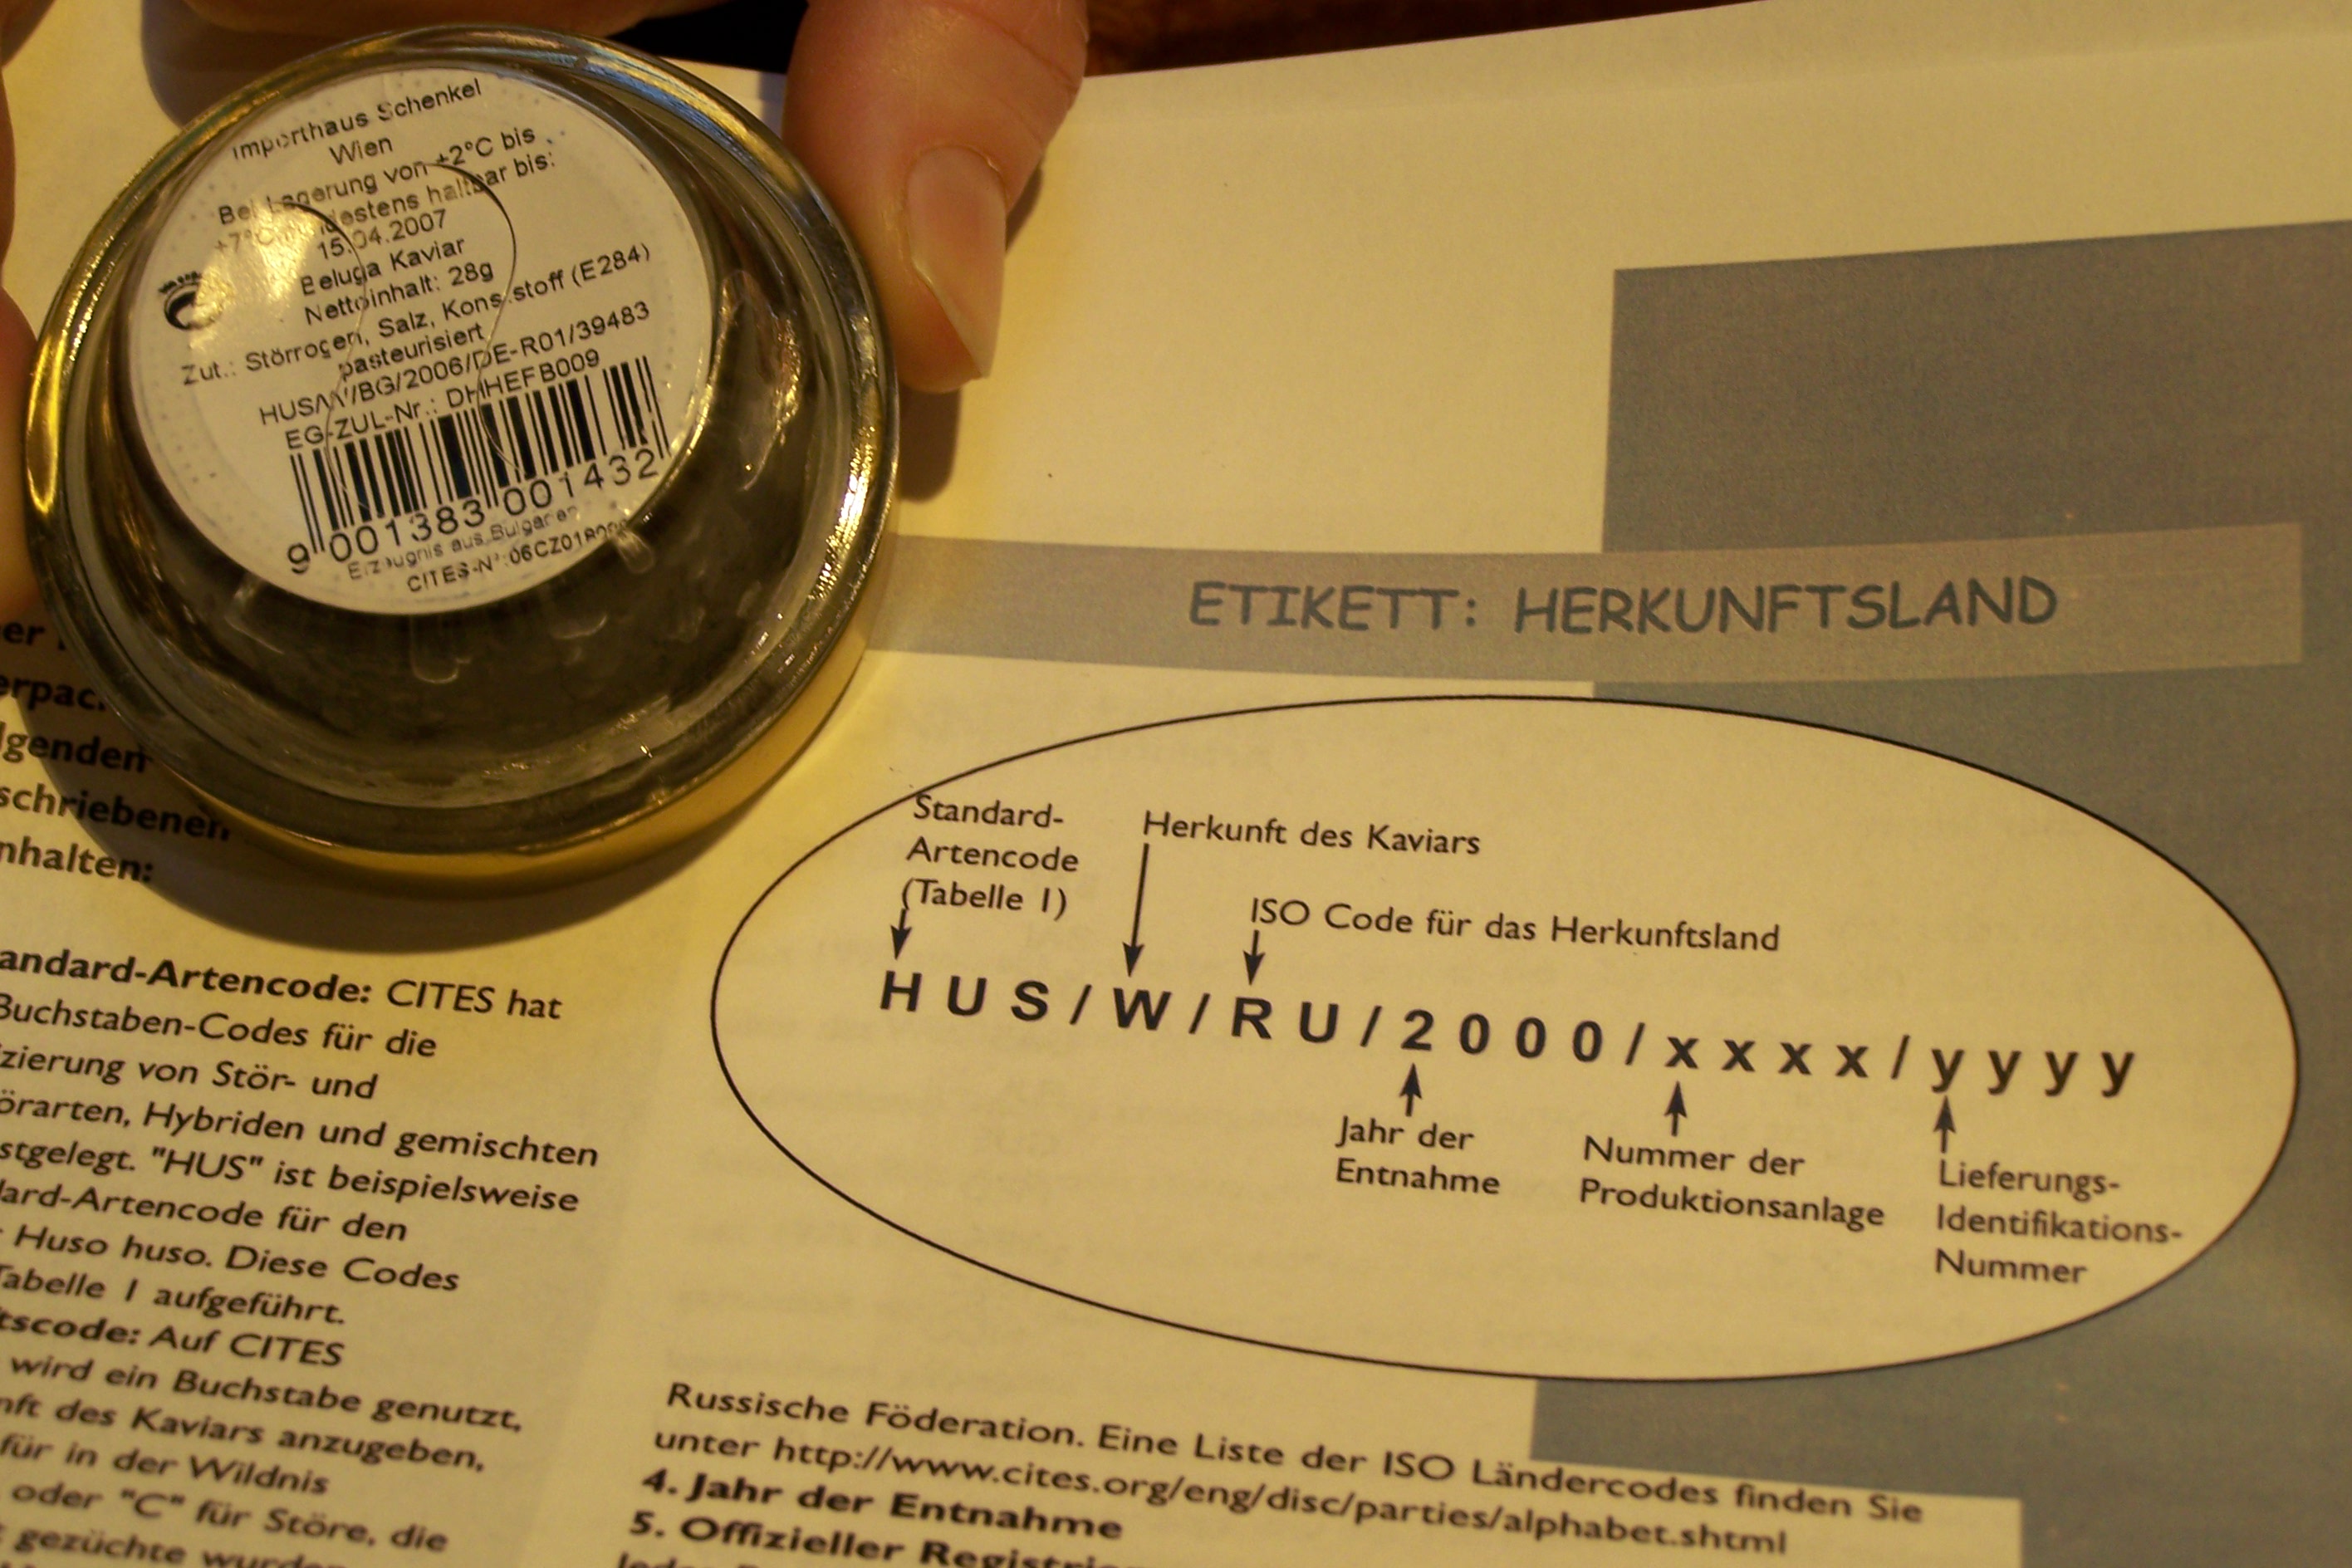 Importhaus Schenkel
Wien
Bei Lagerung von +2°C bis
+7°C mindestens haltbar bis:
15.04.2007
Beluga Kaviar
Nettoinhalt: 28g
Zut.: Störrogen, Salz, Kons.stoff (E284)
pasteurisiert
HUS/W/BG/2006/DE-R01/39483
EG-ZUL-Nr.: DHHEFB009
9 001383 001432
Erzeugnis aus Bulgarien
CITES-N°:
ETIKETT: HERKUNFTSLAND
Standard-
Artencode
(Tabelle 1)
Herkunft des Kaviars
ISO Code für das Herkunftsland
HUS/W/RU/2000/xxxx/yyyy
Jahr der
Entnahme
Nummer der
Produktionsanlage
Lieferungs-
Identifikations-
Nummer
er
erpac
lgenden
schriebenen
nhalten:
andard-Artencode: CITES hat
Buchstaben-Codes für die
izierung von Stör- und
örarten, Hybriden und gemischten
stgelegt. "HUS" ist beispielsweise
dard-Artencode für den
Huso huso. Diese Codes
Tabelle 1 aufgeführt.
tscode: Auf CITES
wird ein Buchstabe genutzt,
nft des Kaviars anzugeben,
für in der Wildnis
oder "C" für Störe, die
gezüchte wurden
Russische Föderation. Eine Liste der ISO Ländercodes finden Sie
unter http://www.cites.org/eng/disc/parties/alphabet.shtml
4. Jahr der Entnahme
5. Offizieller Registri